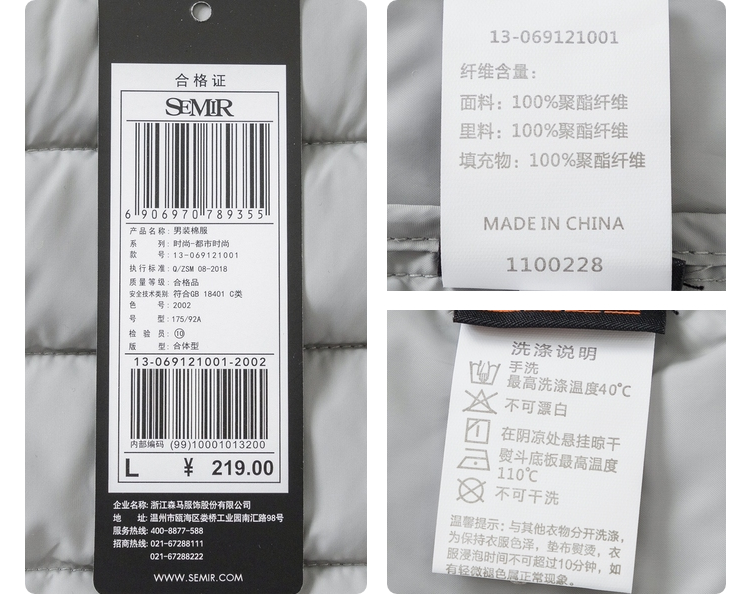 合格证
SEMIR
6 906970 789355
产品名称: 男装棉服
系 列: 时尚-都市时尚
款 号: 13-069121001
执行标准: Q/ZSM 08-2018
质量等级: 合格品
安全技术类别: 符合GB 18401 C类
色 号: 2002
号 型: 175/92A
检 验 员: ⑩
版 型: 合体型
13-069121001-2002
内部编码 (99)10001013200
L ¥ 219.00
企业名称: 浙江森马服饰股份有限公司
地 址: 温州市瓯海区娄桥工业园南汇路98号
服务热线: 400-8877-588
招商热线: 021-67288111
021-67288222
WWW.SEMIR.COM
13-069121001
纤维含量:
面料: 100%聚酯纤维
里料: 100%聚酯纤维
填充物: 100%聚酯纤维
MADE IN CHINA
1100228
洗涤说明
手洗
最高洗涤温度40℃
不可漂白
在阴凉处悬挂晾干
熨斗底板最高温度
110℃
不可干洗
温馨提示: 与其他衣物分开洗涤,
为保持衣服色泽, 垫布熨烫, 衣
服浸泡时间不可超过10分钟, 如
有轻微褪色属正常现象。